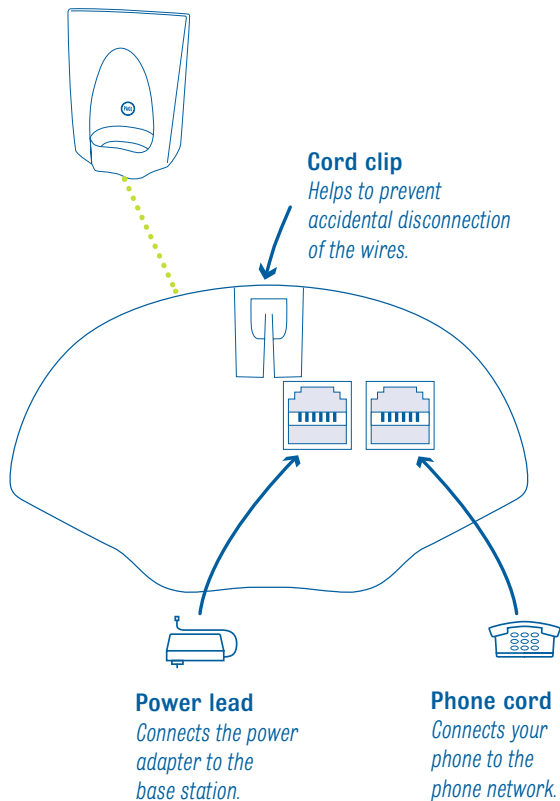 PAGE
Cord clip
Helps to prevent
accidental disconnection
of the wires.
Power lead
Connects the power
adapter to the
base station.
Phone cord
Connects your
phone to the
phone network.